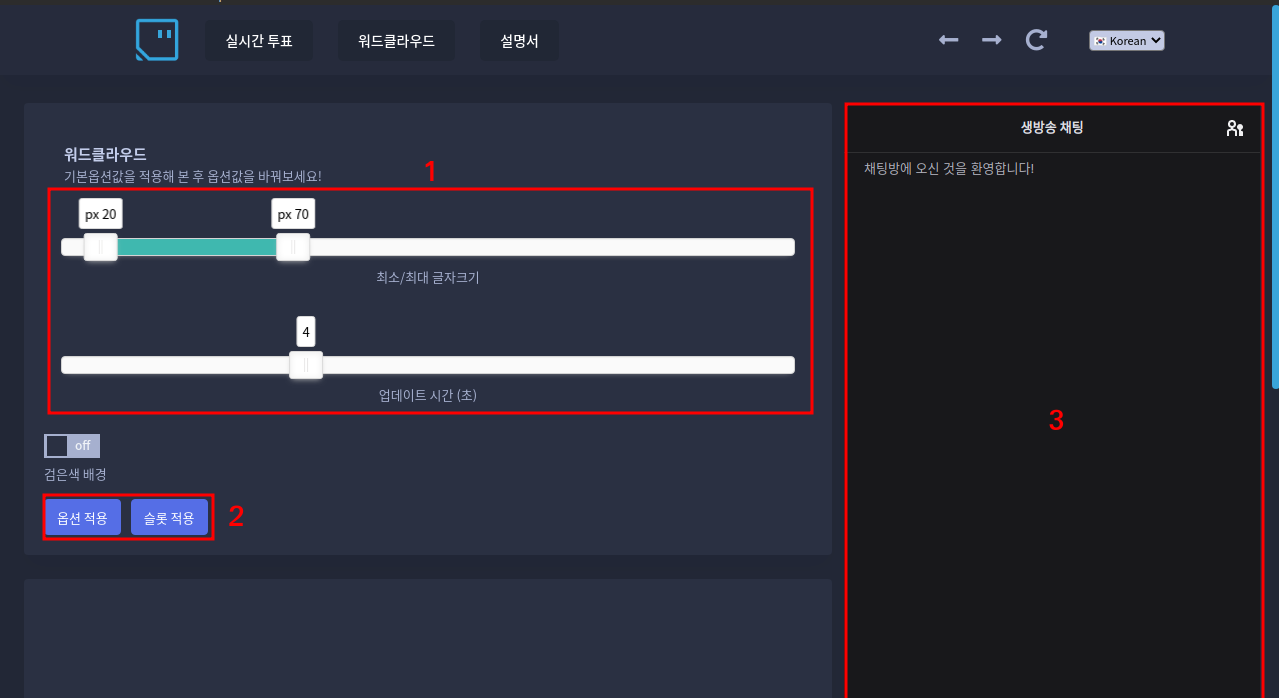 실시간 투표
워드클라우드
설명서
Korean
워드클라우드
기본옵션값을 적용해 본 후 옵션값을 바꿔보세요!
1
px 20
px 70
최소/최대 글자크기
4
업데이트 시간 (초)
off
검은색 배경
옵션 적용
슬롯 적용
2
생방송 채팅
채팅방에 오신 것을 환영합니다!
3